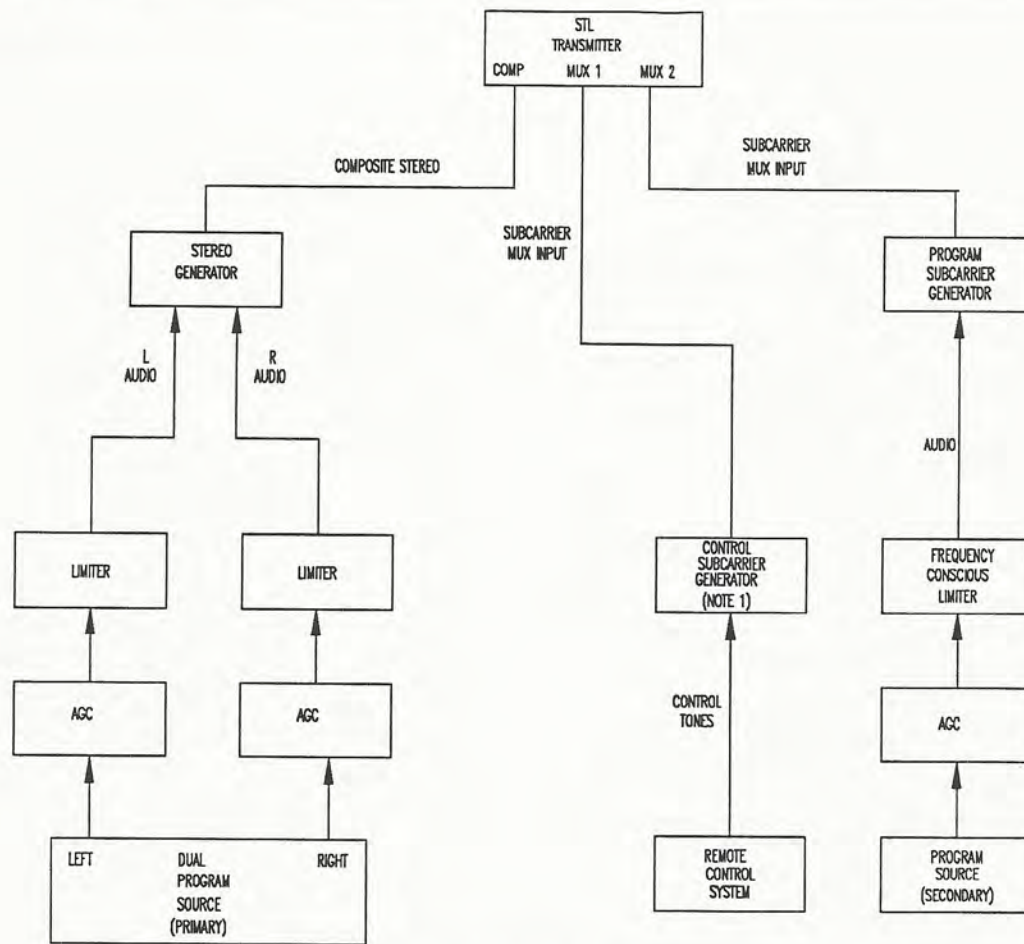 STL
TRANSMITTER
COMP MUX 1 MUX 2
COMPOSITE STEREO
SUBCARRIER
MUX INPUT
SUBCARRIER
MUX INPUT
STEREO
GENERATOR
PROGRAM
SUBCARRIER
GENERATOR
L
AUDIO
R
AUDIO
AUDIO
LIMITER
LIMITER
CONTROL
SUBCARRIER
GENERATOR
(NOTE 1)
FREQUENCY
CONSCIOUS
LIMITER
AGC
AGC
CONTROL
TONES
AGC
LEFT DUAL RIGHT
PROGRAM
SOURCE
(PRIMARY)
REMOTE
CONTROL
SYSTEM
PROGRAM
SOURCE
(SECONDARY)